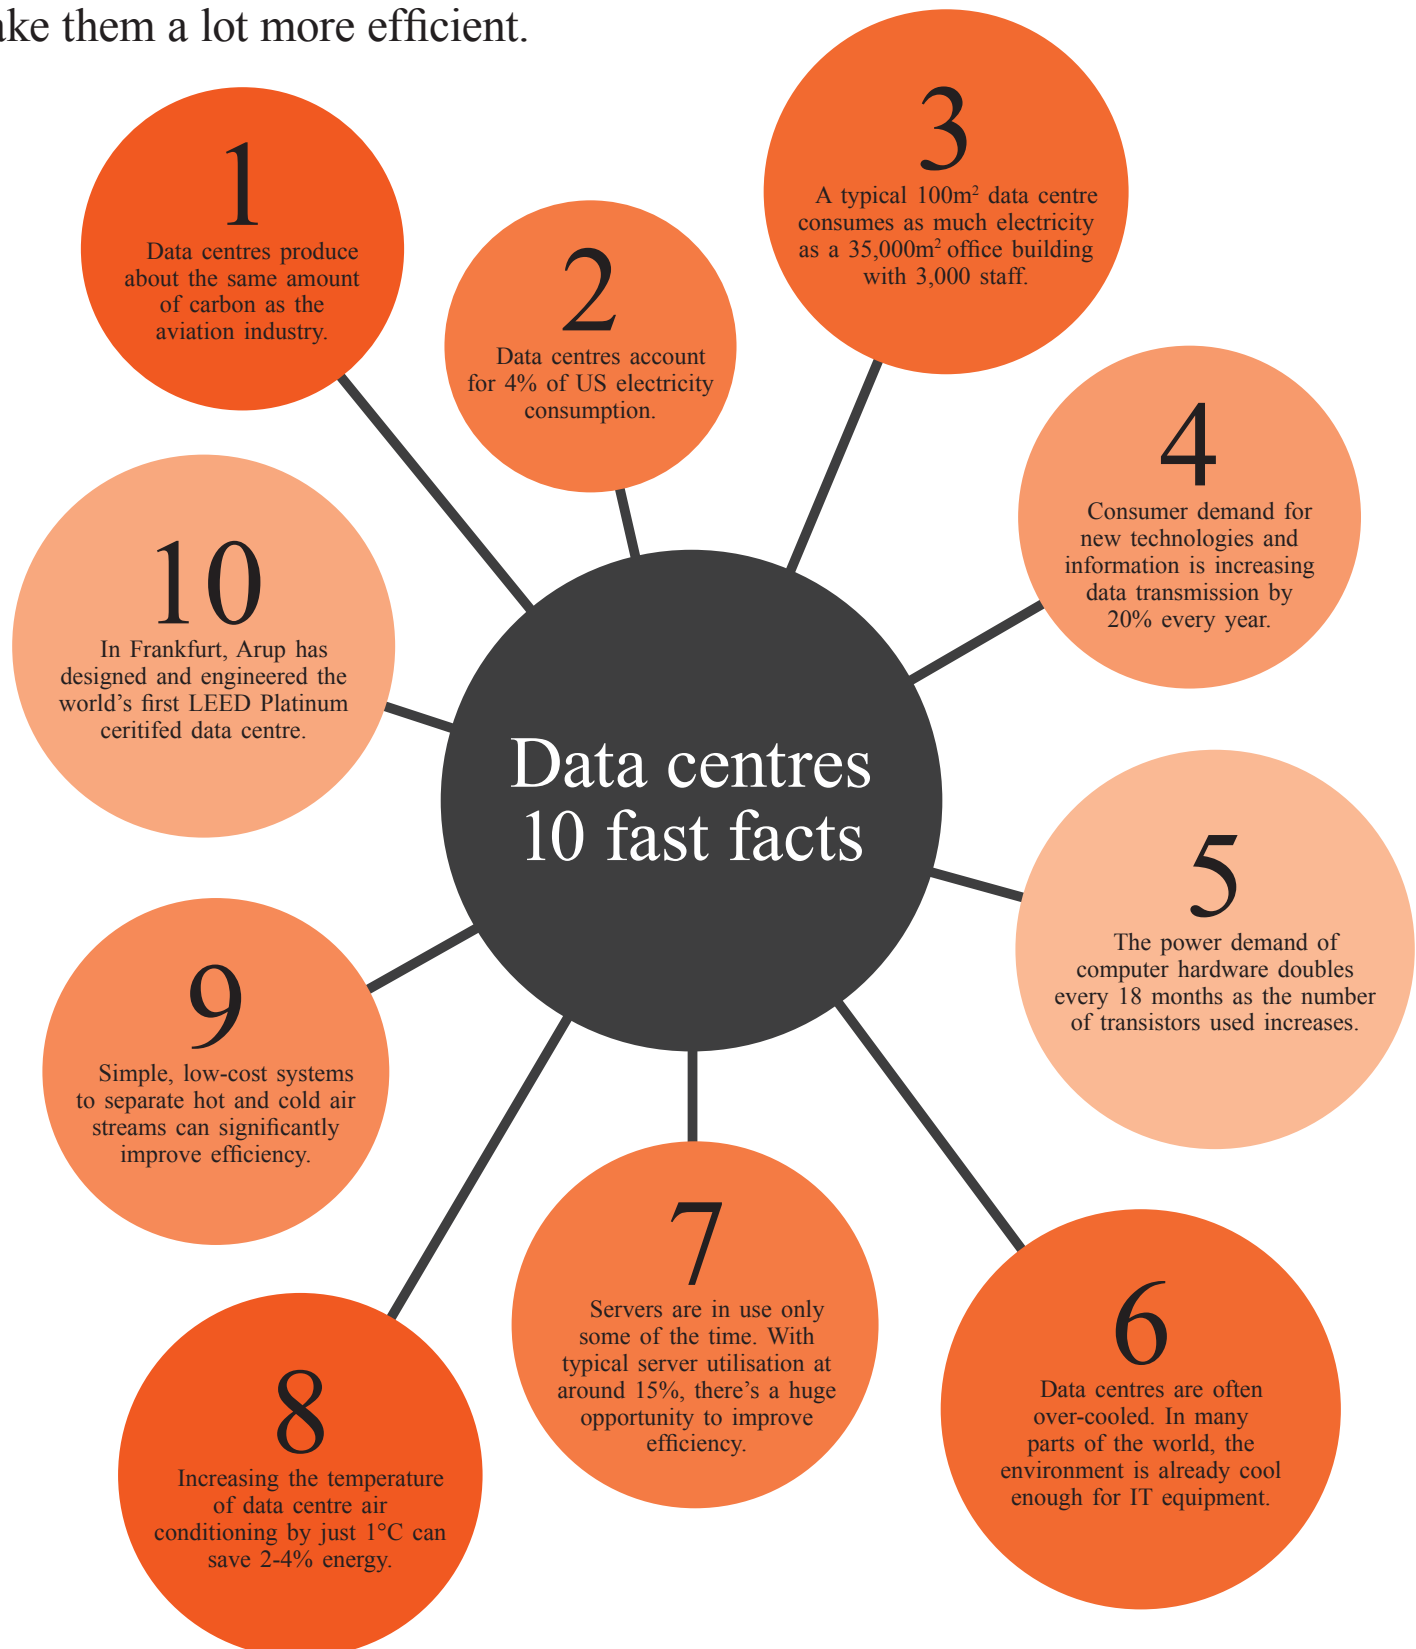 ake them a lot more efficient.
1
Data centres produce
about the same amount
of carbon as the
aviation industry.
2
Data centres account
for 4% of US electricity
consumption.
3
A typical 100m² data centre
consumes as much electricity
as a 35,000m² office building
with 3,000 staff.
4
Consumer demand for
new technologies and
information is increasing
data transmission by
20% every year.
10
In Frankfurt, Arup has
designed and engineered the
world’s first LEED Platinum
ceritifed data centre.
Data centres
10 fast facts
5
The power demand of
computer hardware doubles
every 18 months as the number
of transistors used increases.
9
Simple, low-cost systems
to separate hot and cold air
streams can significantly
improve efficiency.
7
Servers are in use only
some of the time. With
typical server utilisation at
around 15%, there’s a huge
opportunity to improve
efficiency.
6
Data centres are often
over-cooled. In many
parts of the world, the
environment is already cool
enough for IT equipment.
8
Increasing the temperature
of data centre air
conditioning by just 1°C can
save 2-4% energy.